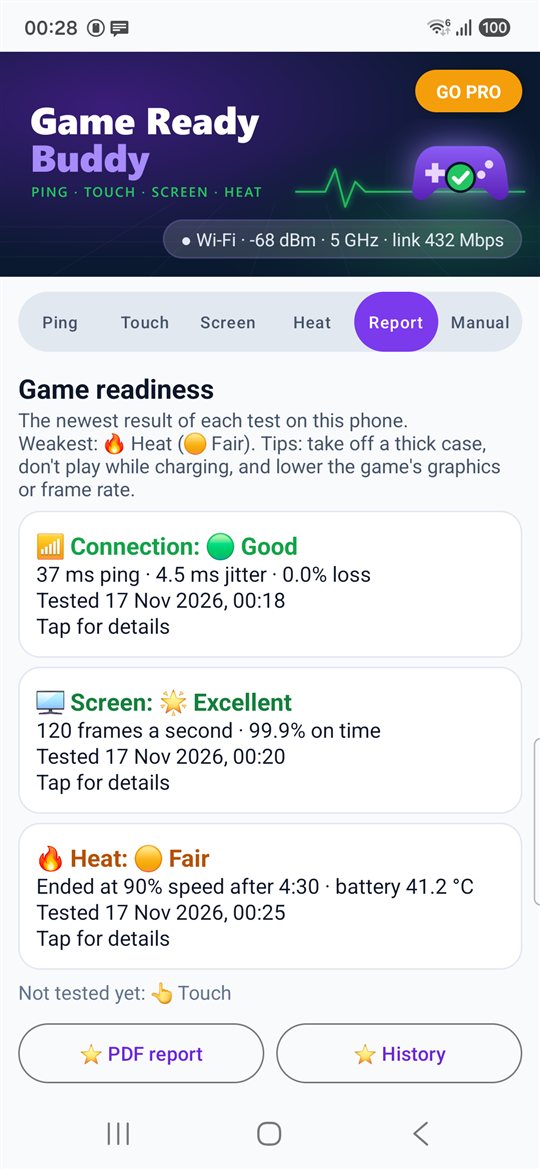 00:28
6
100
GO PRO
Game Ready
Buddy
PING · TOUCH · SCREEN · HEAT
● Wi-Fi · -68 dBm · 5 GHz · link 432 Mbps
Ping Touch Screen Heat Report Manual
Game readiness
The newest result of each test on this phone.
Weakest: 🔥 Heat (🟠 Fair). Tips: take off a thick case,
don't play while charging, and lower the game's graphics
or frame rate.
📶 Connection: 🟢 Good
37 ms ping · 4.5 ms jitter · 0.0% loss
Tested 17 Nov 2026, 00:18
Tap for details
🖥️ Screen: 🌟 Excellent
120 frames a second · 99.9% on time
Tested 17 Nov 2026, 00:20
Tap for details
🔥 Heat: 🟠 Fair
Ended at 90% speed after 4:30 · battery 41.2 °C
Tested 17 Nov 2026, 00:25
Tap for details
Not tested yet: 👆 Touch
⭐ PDF report
⭐ History